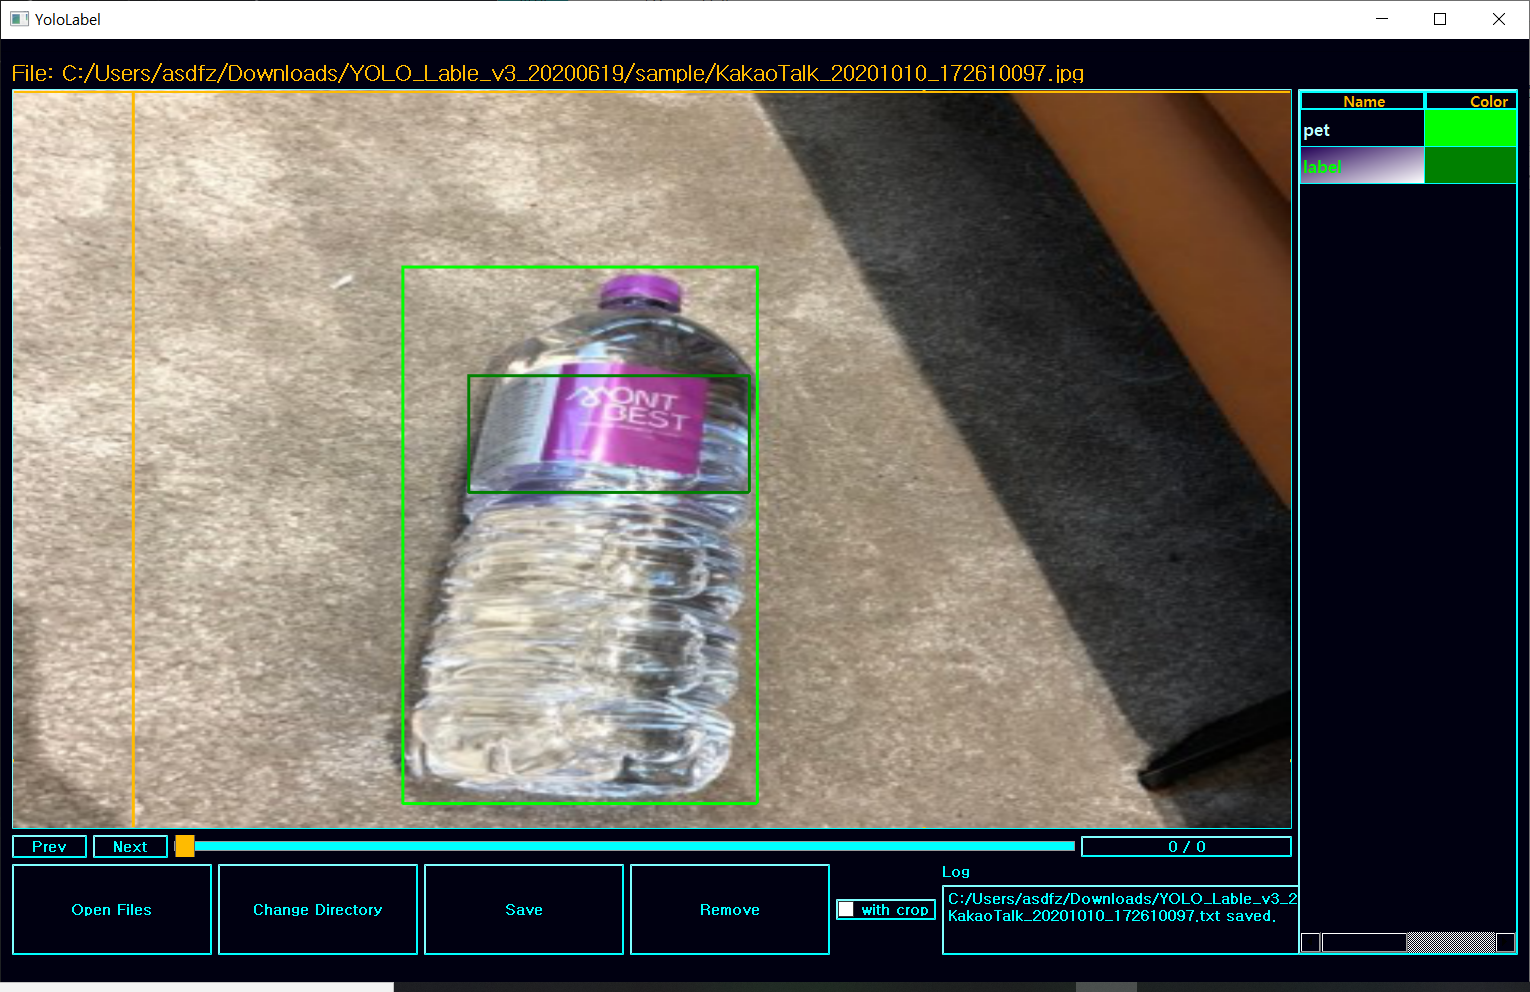 YoloLabel
File: C:/Users/asdfz/Downloads/YOLO_Lable_v3_20200619/sample/KakaoTalk_20201010_172610097.jpg
Name Color
pet
label
MONT
BEST
Prev Next 0 / 0
Open Files Change Directory Save Remove with crop
Log
C:/Users/asdfz/Downloads/YOLO_Lable_v3_2
KakaoTalk_20201010_172610097.txt saved.